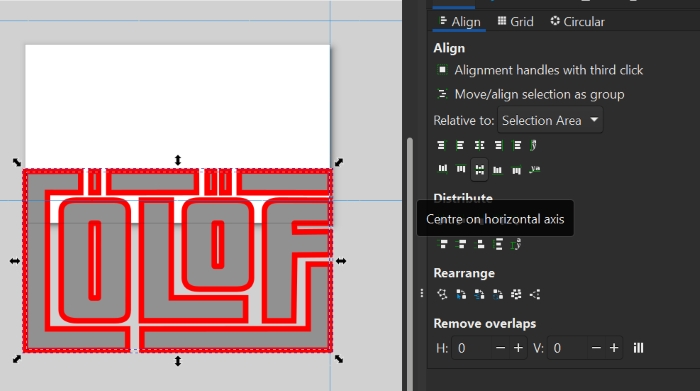 Align Grid Circular
Align
Alignment handles with third click
Move/align selection as group
Relative to: Selection Area
Distribute
Centre on horizontal axis
Rearrange
Remove overlaps
H: 0 − + V: 0 − +
OLOF